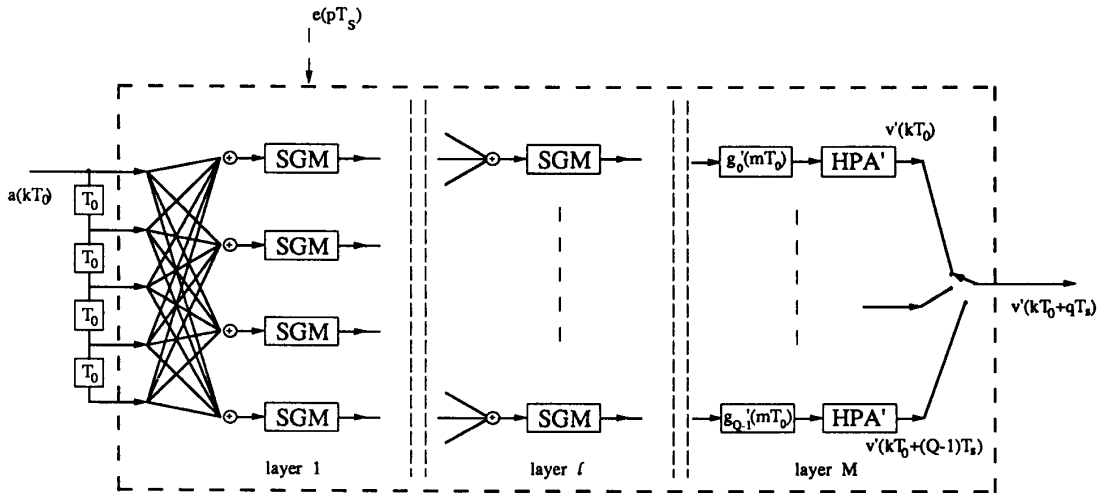 e(pT_s)
v'(kT_0)
SGM
SGM
g_0'(mT_0)
HPA'
a(kT_0)
T_0
SGM
T_0
T_0
v'(kT_0+qT_s)
SGM
T_0
SGM
SGM
g_{Q-1}'(mT_0)
HPA'
v'(kT_0+(Q-1)T_s)
layer 1
layer ℓ
layer M